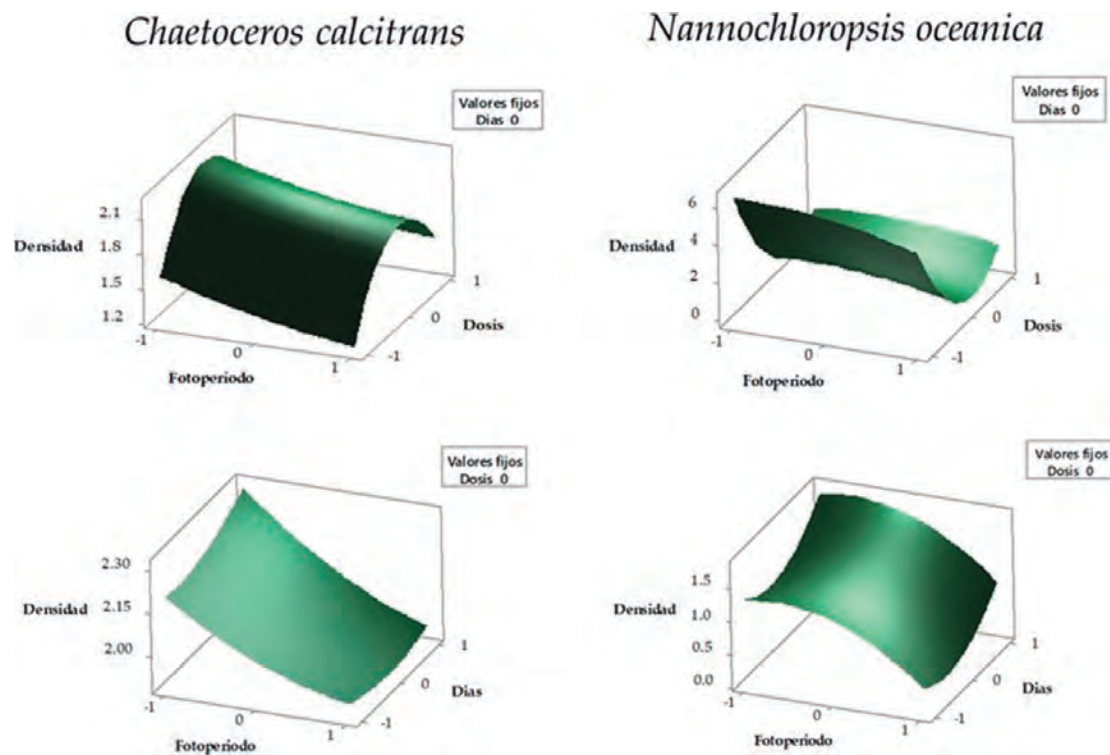 Chaetoceros calcitrans
Nannochloropsis oceanica
Valores fijos
Dias 0
2.1
1.8
1.5
1.2
Densidad
-1
0
1
Fotoperiodo
-1
0
1
Dosis
Valores fijos
Dias 0
6
4
2
0
Densidad
-1
0
1
Fotoperiodo
-1
0
1
Dosis
Valores fijos
Dosis 0
2.30
2.15
2.00
Densidad
-1
0
1
Fotoperiodo
-1
0
1
Dias
Valores fijos
Dosis 0
1.5
1.0
0.5
0.0
Densidad
-1
0
1
Fotoperiodo
-1
0
1
Dias